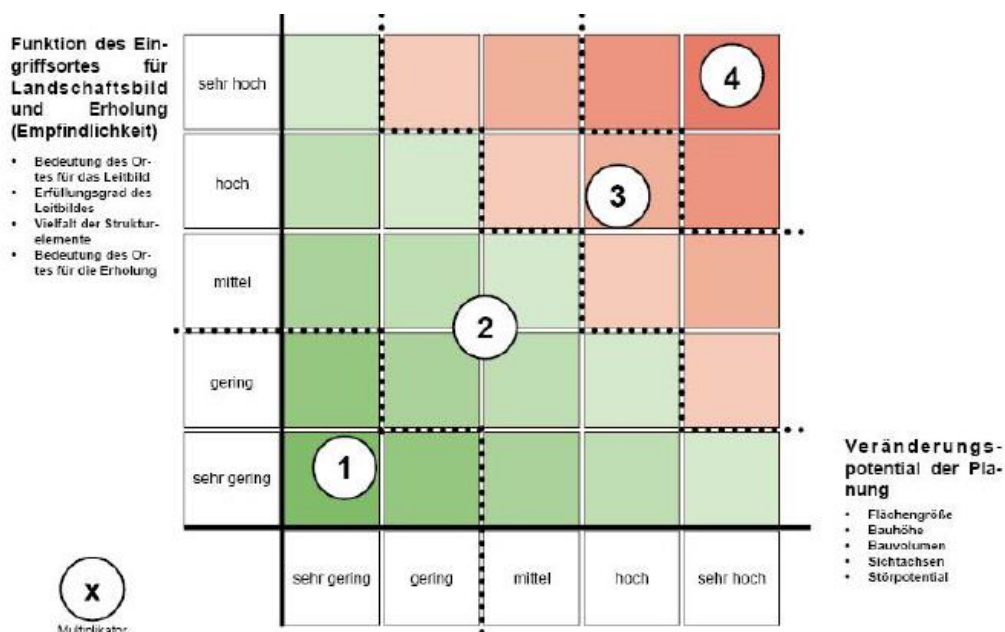 Funktion des Ein-
griffsortes für
Landschaftsbild
und Erholung
(Empfindlichkeit)
• Bedeutung des Or-
tes für das Leitbild
• Erfüllungsgrad des
Leitbildes
• Vielfalt der Struktur-
elemente
• Bedeutung des Or-
tes für die Erholung
sehr hoch
4
hoch
3
mittel
2
gering
sehr gering
1
sehr gering
gering
mittel
hoch
sehr hoch
Veränderungs-
potential der Pla-
nung
• Flächengröße
• Bauhöhe
• Bauvolumen
• Sichtachsen
• Störpotential
x
Multiplikator